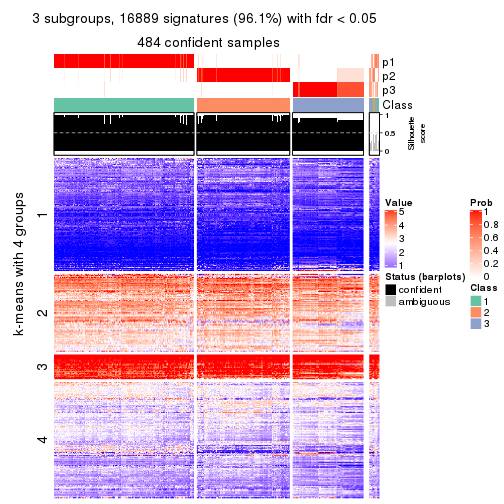 3 subgroups, 16889 signatures (96.1%) with fdr < 0.05
484 confident samples
p1
p2
p3
Class
1
0.5
0
Silhouette
score
k-means with 4 groups
1
2
3
4
Value
5
4
3
2
1
Status (barplots)
confident
ambiguous
Prob
1
0.8
0.6
0.4
0.2
0
Class
1
2
3